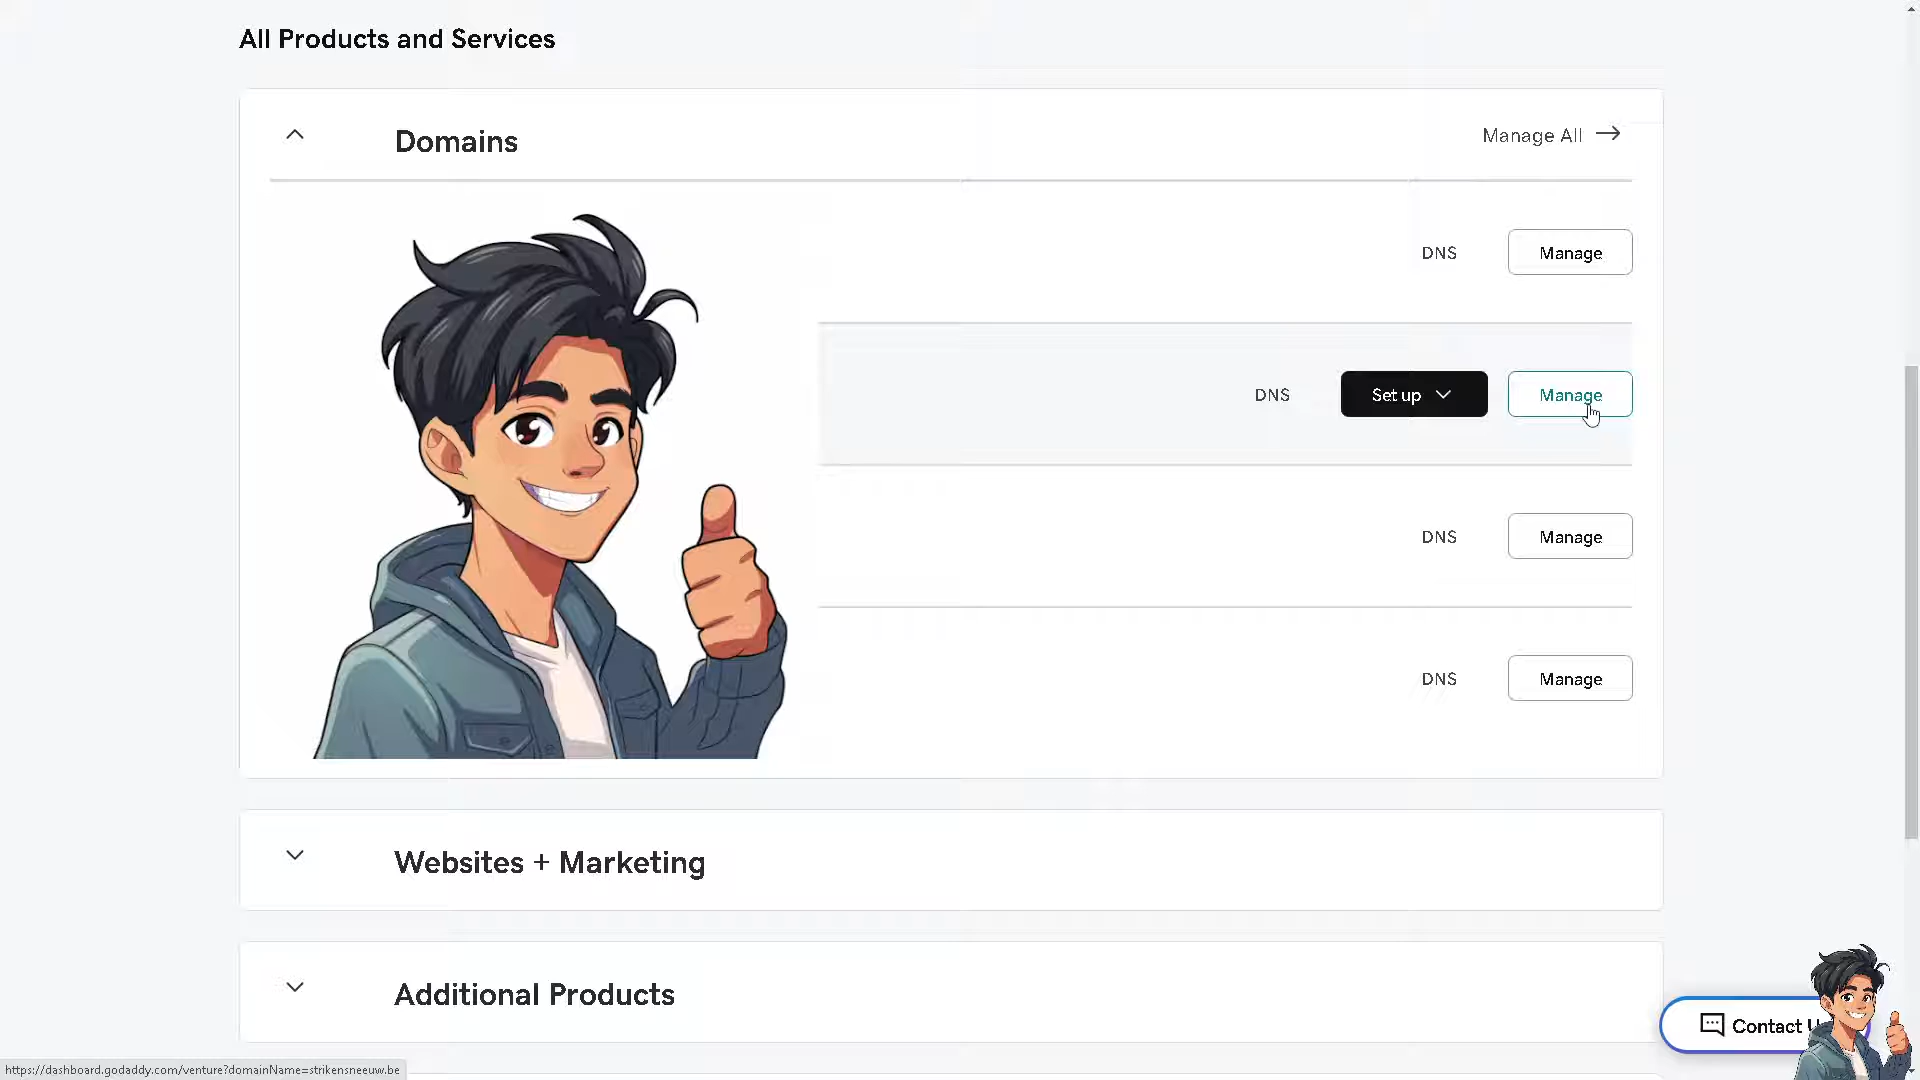 All Products and Services
Domains
Manage All
DNS
Manage
DNS
Set up
Manage
DNS
Manage
DNS
Manage
Websites + Marketing
Additional Products
Contact
https://dashboard.godaddy.com/venture?domainName=strikensneeuw.be